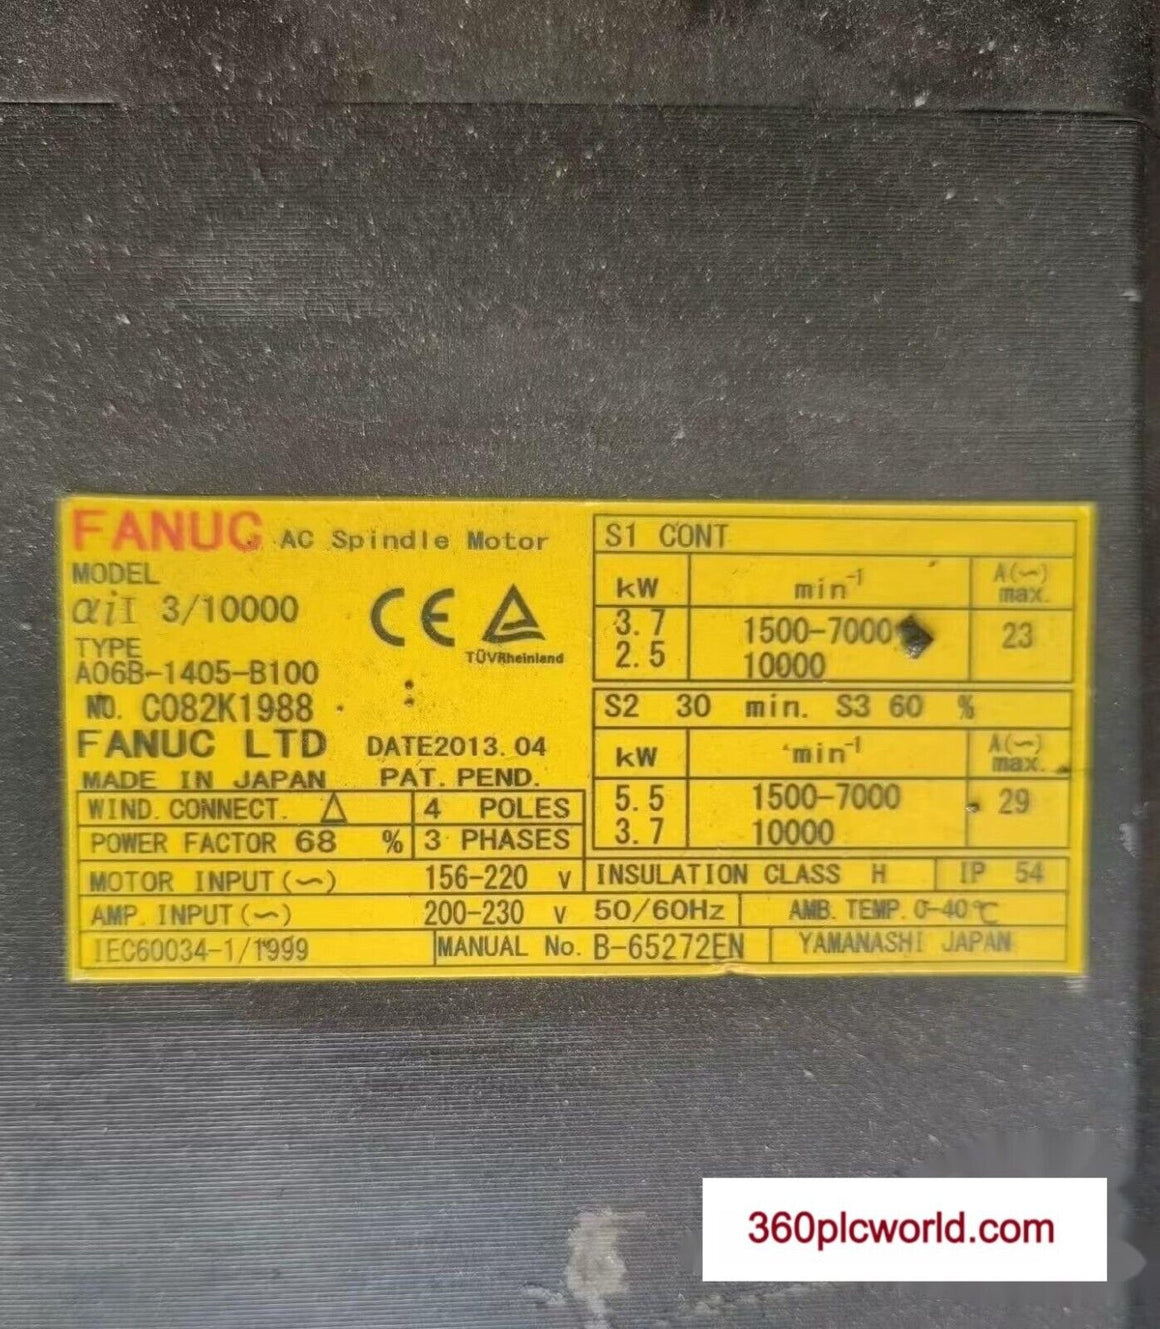 FANUC AC Spindle Motor
MODEL
αiI 3/10000
TYPE
A06B-1405-B100
NO. C082K1988
FANUC LTD DATE2013.04
MADE IN JAPAN PAT. PEND.
CE
TÜVRheinland
WIND. CONNECT. △ 4 POLES
POWER FACTOR 68 % 3 PHASES
S1 CONT
kW min-1 A(∼) max.
3.7 1500-7000 23
2.5 10000
S2 30 min. S3 60 %
kW min-1 A(∼) max.
5.5 1500-7000 29
3.7 10000
MOTOR INPUT(∼) 156-220 V INSULATION CLASS H IP 54
AMP. INPUT(∼) 200-230 V 50/60Hz AMB. TEMP. 0-40℃
IEC60034-1/1999 MANUAL No. B-65272EN YAMANASHI JAPAN
360plcworld.com